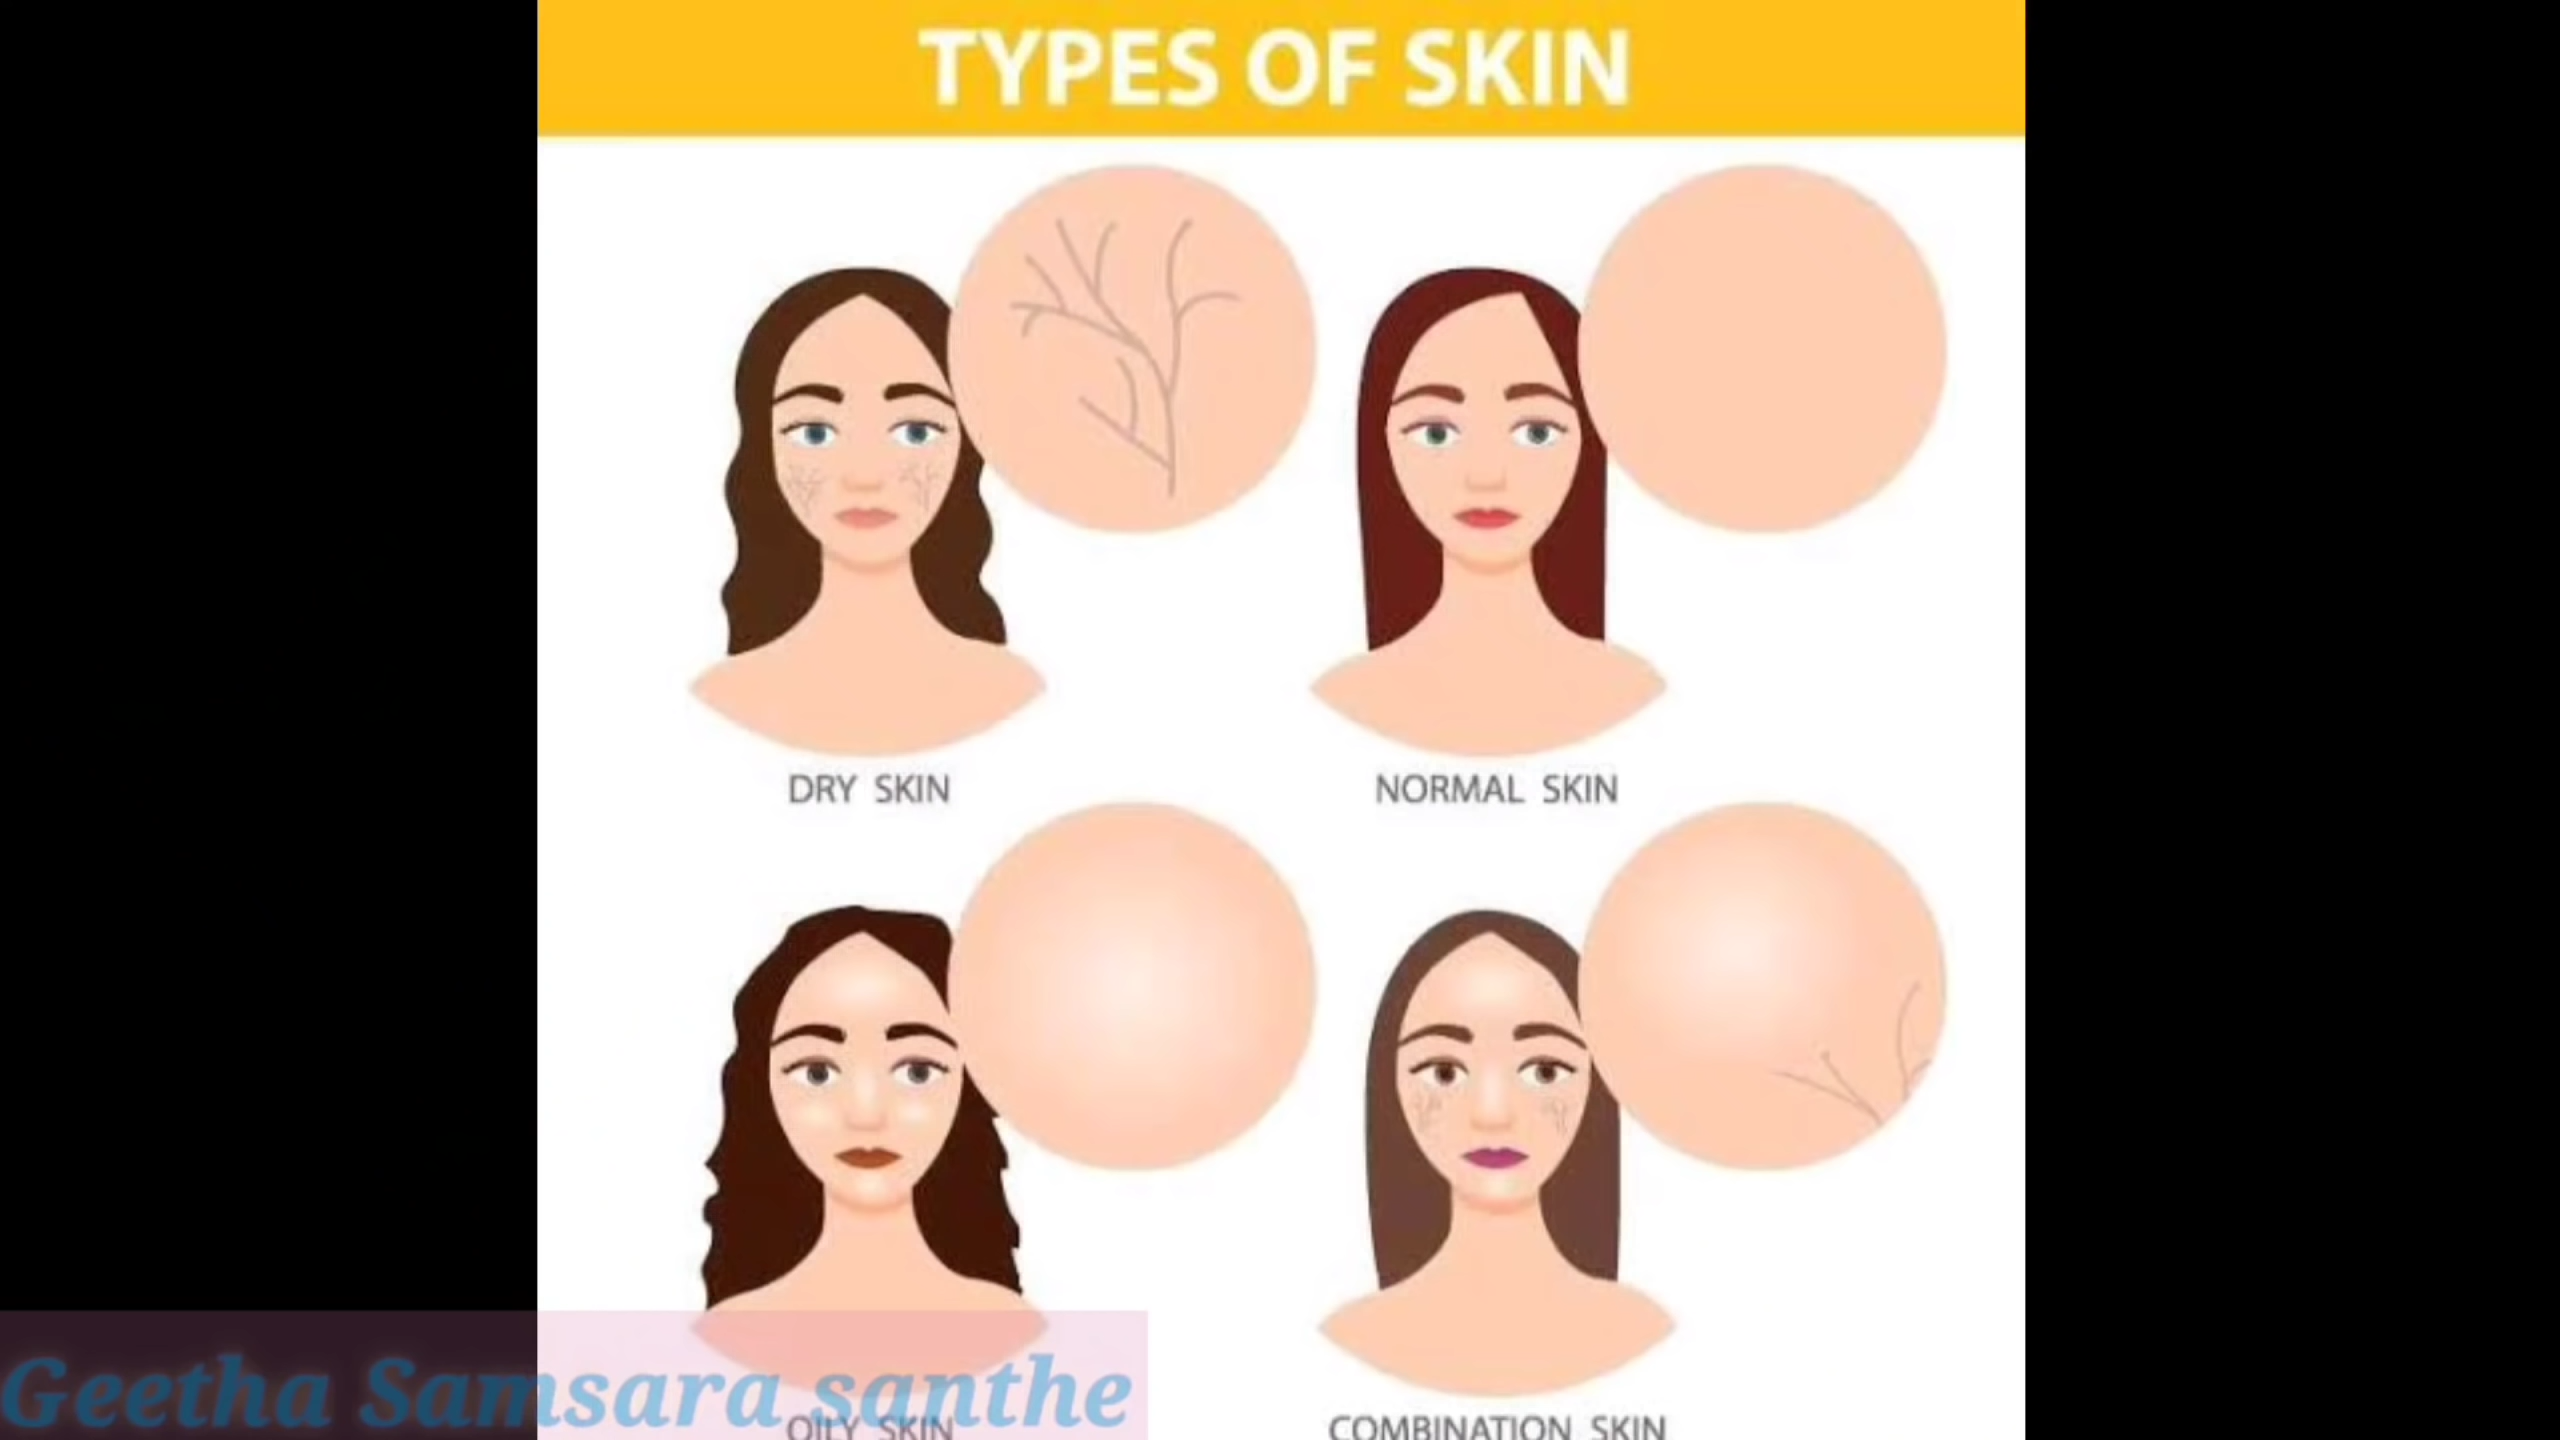 TYPES OF SKIN
DRY SKIN
NORMAL SKIN
OILY SKIN
COMBINATION SKIN
Geetha Samsara santhe